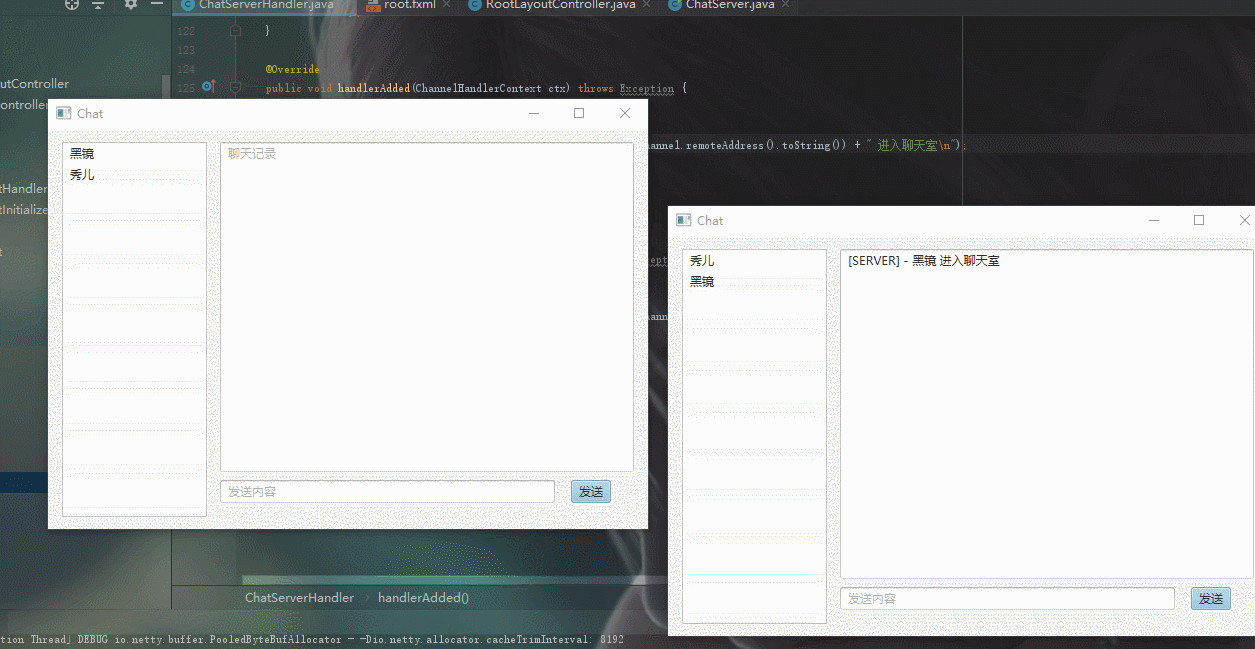 ChatServerHandler.java
root.fxml
RootLayoutController.java
ChatServer.java
122 }
123
124 @Override
125 public void handlerAdded(ChannelHandlerContext ctx) throws Exception {
utController
ontroller
hannel.remoteAddress().toString()) + " 进入聊天室\n");
tHandler
tInitialize
t
ept
hann
Chat
黑镜
秀儿
聊天记录
发送内容
发送
Chat
秀儿
黑镜
[SERVER] - 黑镜 进入聊天室
发送内容
发送
ChatServerHandler
handlerAdded()
tion Thread」DEBUG io.netty.buffer.PooledByteBufAllocator - -Dio.netty.allocator.cacheTrimInterval: 8192